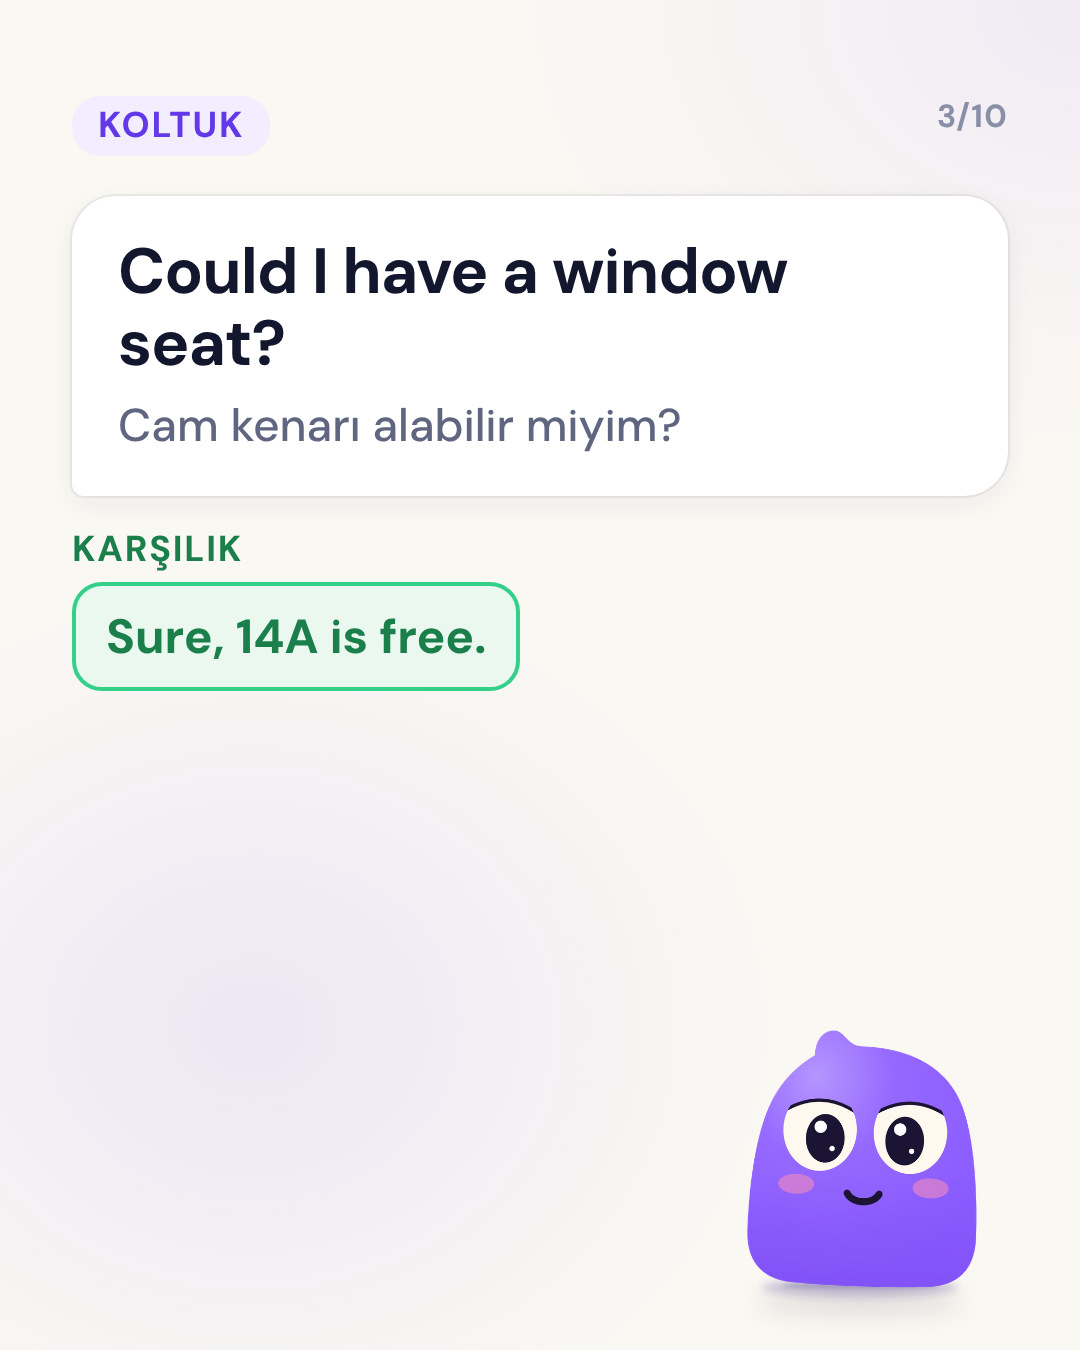 KOLTUK
3/10
Could I have a window
seat?
Cam kenarı alabilir miyim?
KARŞILIK
Sure, 14A is free.